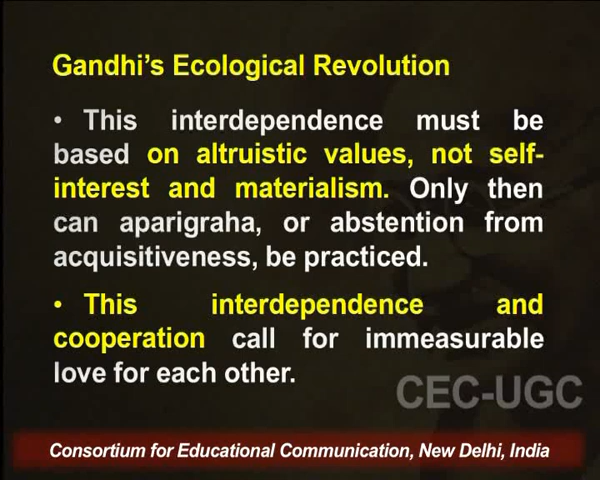 Gandhi's Ecological Revolution
• This interdependence must be
based on altruistic values, not self-
interest and materialism. Only then
can aparigraha, or abstention from
acquisitiveness, be practiced.
• This interdependence and
cooperation call for immeasurable
love for each other.
CEC-UGC
Consortium for Educational Communication, New Delhi, India